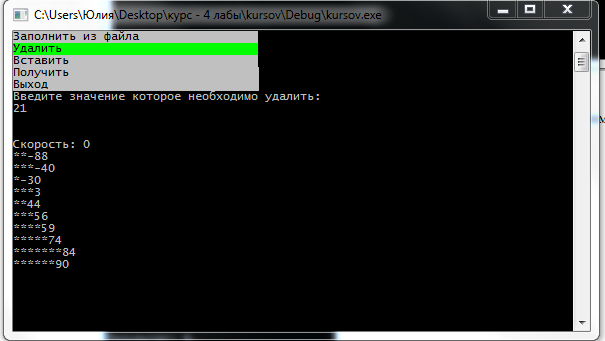 C:\Users\Юлия\Desktop\курс - 4 лабы\kursov\Debug\kursov.exe
Заполнить из файла
Удалить
Вставить
Получить
Выход
Введите значение которое необходимо удалить:
21
Скорость: 0
**-88
***-40
*-30
***3
**44
***56
****59
*****74
*******84
******90